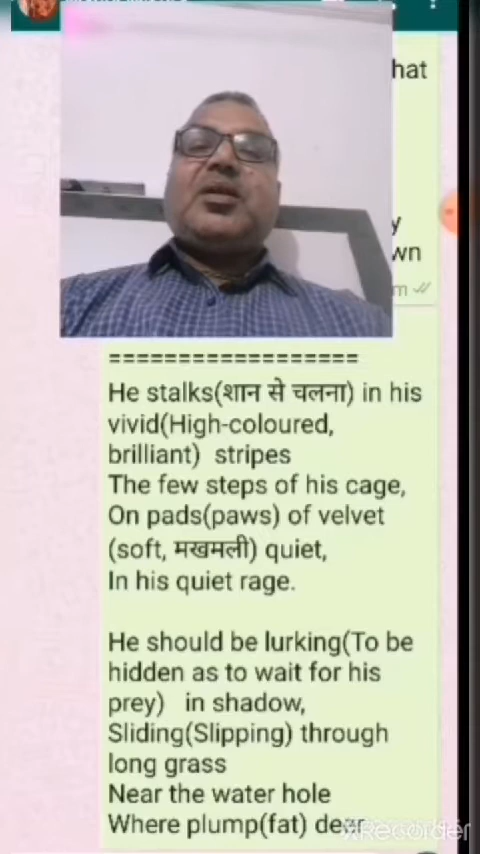 hat
y
wn
m
==================
He stalks(शान से चलना) in his
vivid(High-coloured,
brilliant) stripes
The few steps of his cage,
On pads(paws) of velvet
(soft, मखमली) quiet,
In his quiet rage.
He should be lurking(To be
hidden as to wait for his
prey) in shadow,
Sliding(Slipping) through
long grass
Near the water hole
Where plump(fat) deer
XRecorder